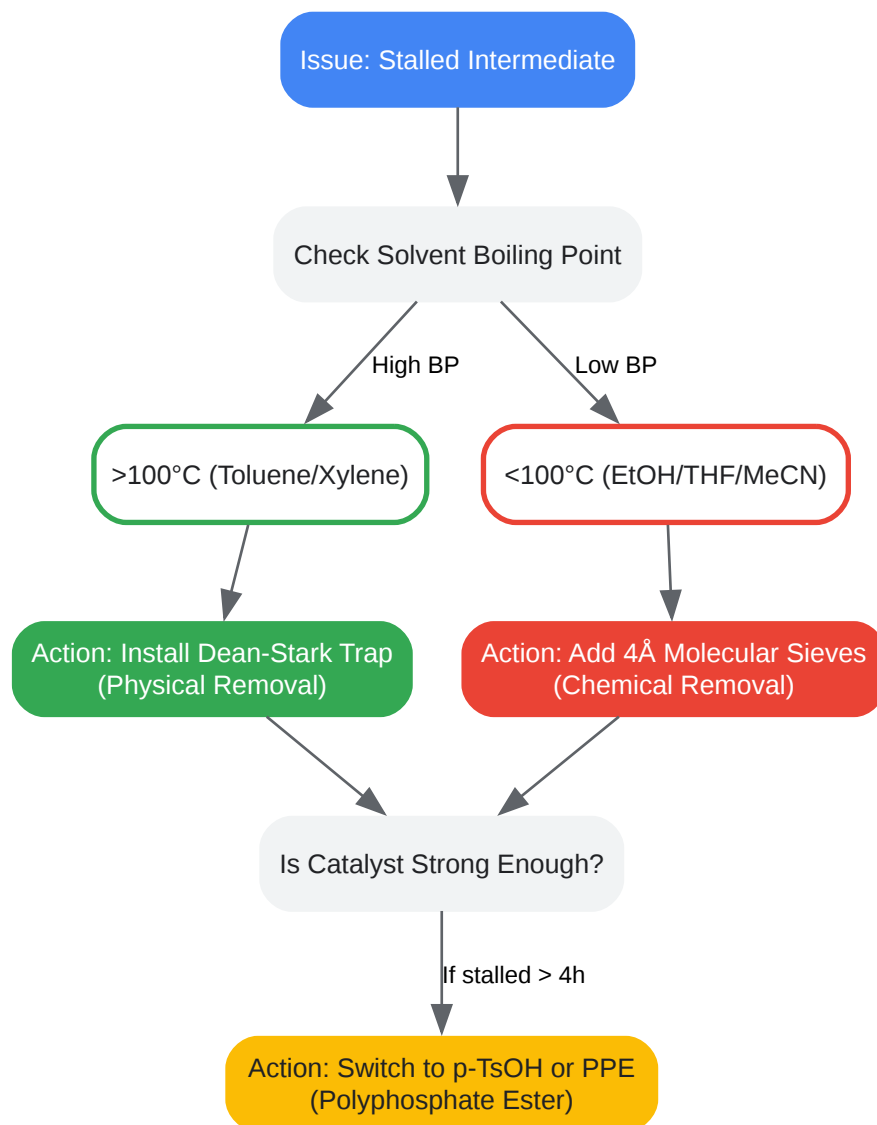 Issue: Stalled Intermediate
Check Solvent Boiling Point
High BP
Low BP
>100°C (Toluene/Xylene)
<100°C (EtOH/THF/MeCN)
Action: Install Dean-Stark Trap
(Physical Removal)
Action: Add 4Å Molecular Sieves
(Chemical Removal)
Is Catalyst Strong Enough?
If stalled > 4h
Action: Switch to p-TsOH or PPE
(Polyphosphate Ester)